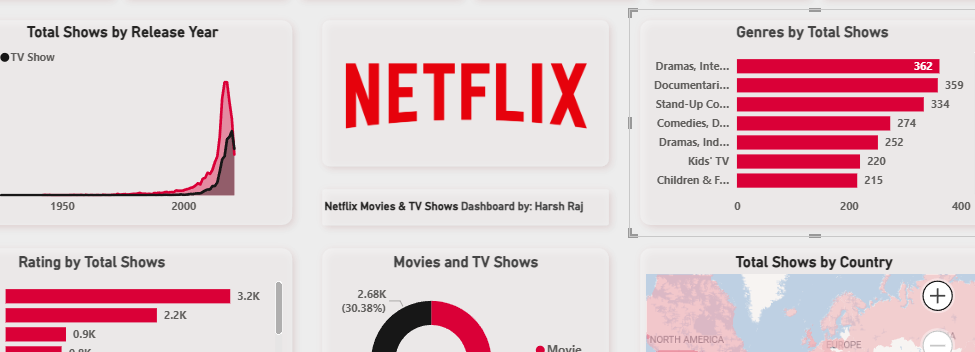 Total Shows by Release Year
TV Show
1950
2000
NETFLIX
Netflix Movies & TV Shows Dashboard by: Harsh Raj
Genres by Total Shows
Dramas, Inte... 362
Documentari... 359
Stand-Up Co... 334
Comedies, D... 274
Dramas, Ind... 252
Kids' TV 220
Children & F... 215
0 200 400
Rating by Total Shows
3.2K
2.2K
0.9K
Movies and TV Shows
2.68K
(30.38%)
Movie
Total Shows by Country
NORTH AMERICA
EUROPE